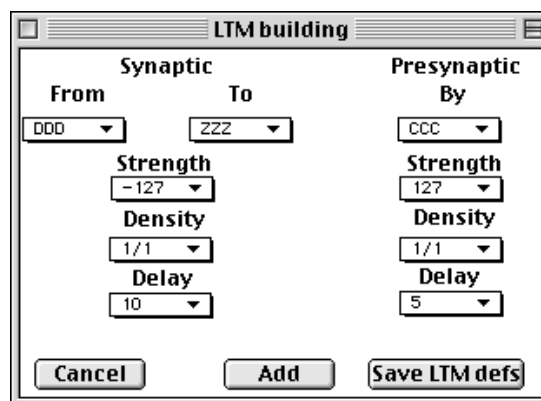 LTM building
Synaptic Presynaptic
From To By
DDD ZZZ CCC
Strength Strength
-127 127
Density Density
1/1 1/1
Delay Delay
10 5
Cancel Add Save LTM defs